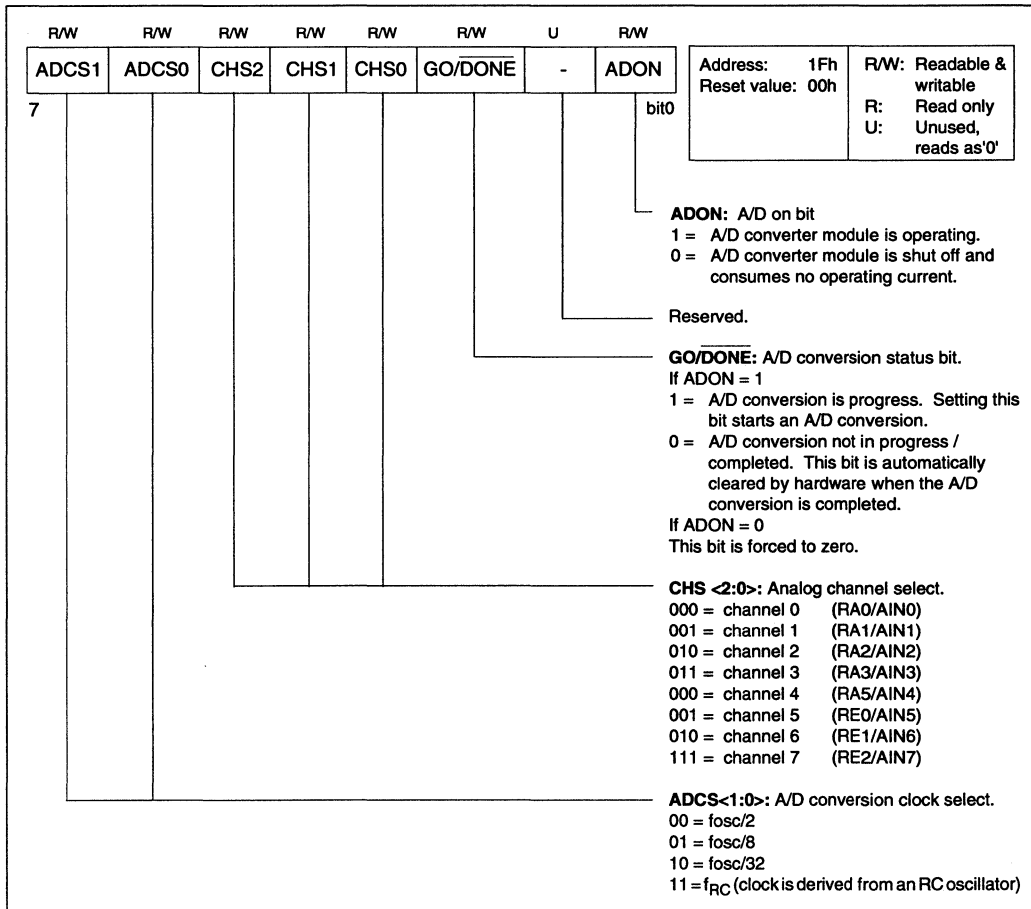 R/W R/W R/W R/W R/W R/W U R/W
ADCS1 ADCS0 CHS2 CHS1 CHS0 GO/DONE - ADON
7 bit0
Address: 1Fh
Reset value: 00h
R/W: Readable &
writable
R: Read only
U: Unused,
reads as'0'
ADON: A/D on bit
1 = A/D converter module is operating.
0 = A/D converter module is shut off and
consumes no operating current.
Reserved.
GO/DONE: A/D conversion status bit.
If ADON = 1
1 = A/D conversion is progress. Setting this
bit starts an A/D conversion.
0 = A/D conversion not in progress /
completed. This bit is automatically
cleared by hardware when the A/D
conversion is completed.
If ADON = 0
This bit is forced to zero.
CHS <2:0>: Analog channel select.
000 = channel 0 (RA0/AIN0)
001 = channel 1 (RA1/AIN1)
010 = channel 2 (RA2/AIN2)
011 = channel 3 (RA3/AIN3)
000 = channel 4 (RA5/AIN4)
001 = channel 5 (RE0/AIN5)
010 = channel 6 (RE1/AIN6)
111 = channel 7 (RE2/AIN7)
ADCS<1:0>: A/D conversion clock select.
00 = fosc/2
01 = fosc/8
10 = fosc/32
11 = fRC (clock is derived from an RC oscillator)